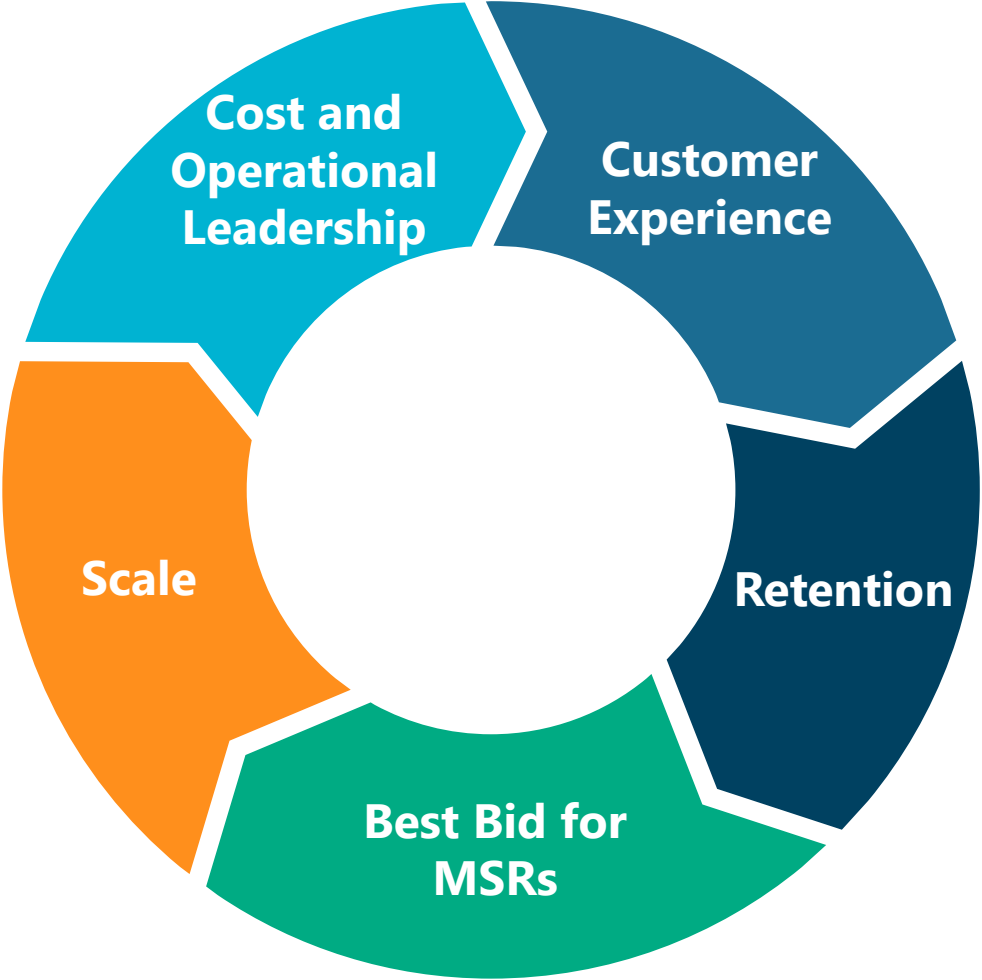 Cost and
Operational
Leadership
Customer
Experience
Retention
Best Bid for
MSRs
Scale